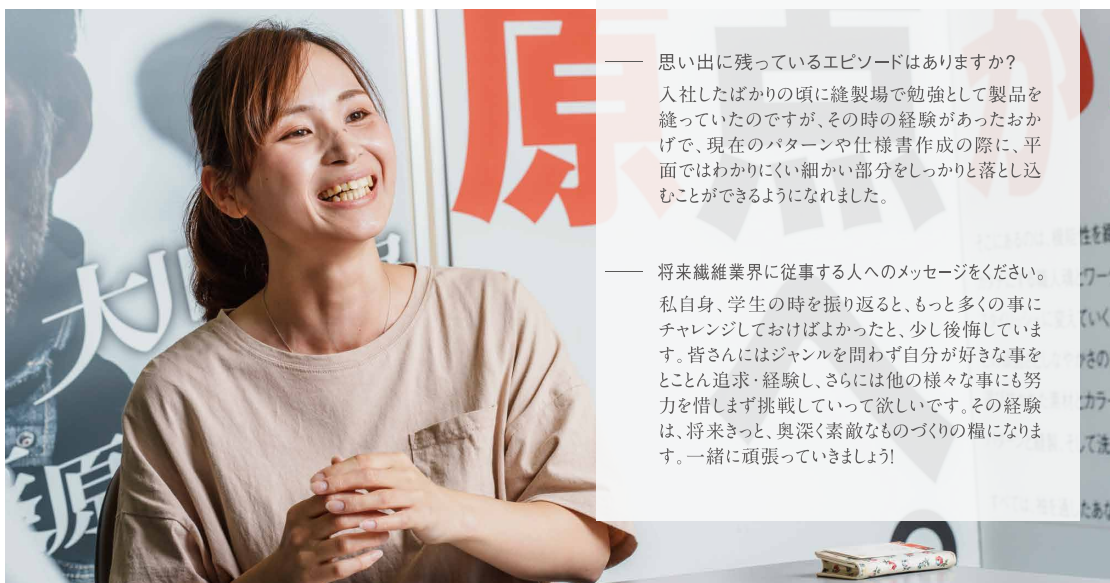 原点か
大川
原
思い出に残っているエピソードはありますか?
入社したばかりの頃に縫製場で勉強として製品を
縫っていたのですが、その時の経験があったおか
げで、現在のパターンや仕様書作成の際に、平
面ではわかりにくい細かい部分をしっかりと落とし込
むことができるようになれました。
将来繊維業界に従事する人へのメッセージをください。
私自身、学生の時を振り返ると、もっと多くの事に
チャレンジしておけばよかったと、少し後悔していま
す。皆さんにはジャンルを問わず自分が好きな事を
とことん追求・経験し、さらには他の様々な事にも努
力を惜しまず挑戦していって欲しいです。その経験
は、将来きっと、奥深く素敵なものづくりの糧になりま
す。一緒に頑張っていきましょう!
へ